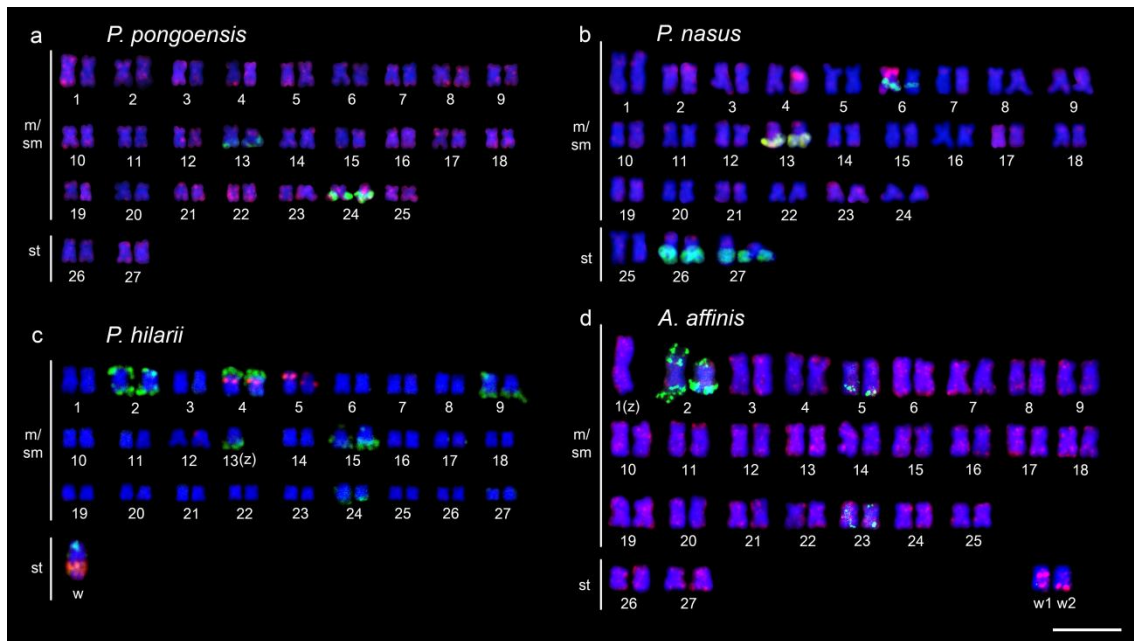 a P. pongoensis
1 2 3 4 5 6 7 8 9
m/
sm
10 11 12 13 14 15 16 17 18
19 20 21 22 23 24 25
st
26 27
b P. nasus
1 2 3 4 5 6 7 8 9
m/
sm
10 11 12 13 14 15 16 17 18
19 20 21 22 23 24
st
25 26 27
c P. hilarii
1 2 3 4 5 6 7 8 9
m/
sm
10 11 12 13(z) 14 15 16 17 18
19 20 21 22 23 24 25 26 27
st
w
d A. affinis
1(z) 2 3 4 5 6 7 8 9
m/
sm
10 11 12 13 14 15 16 17 18
19 20 21 22 23 24 25
st
26 27 w1 w2